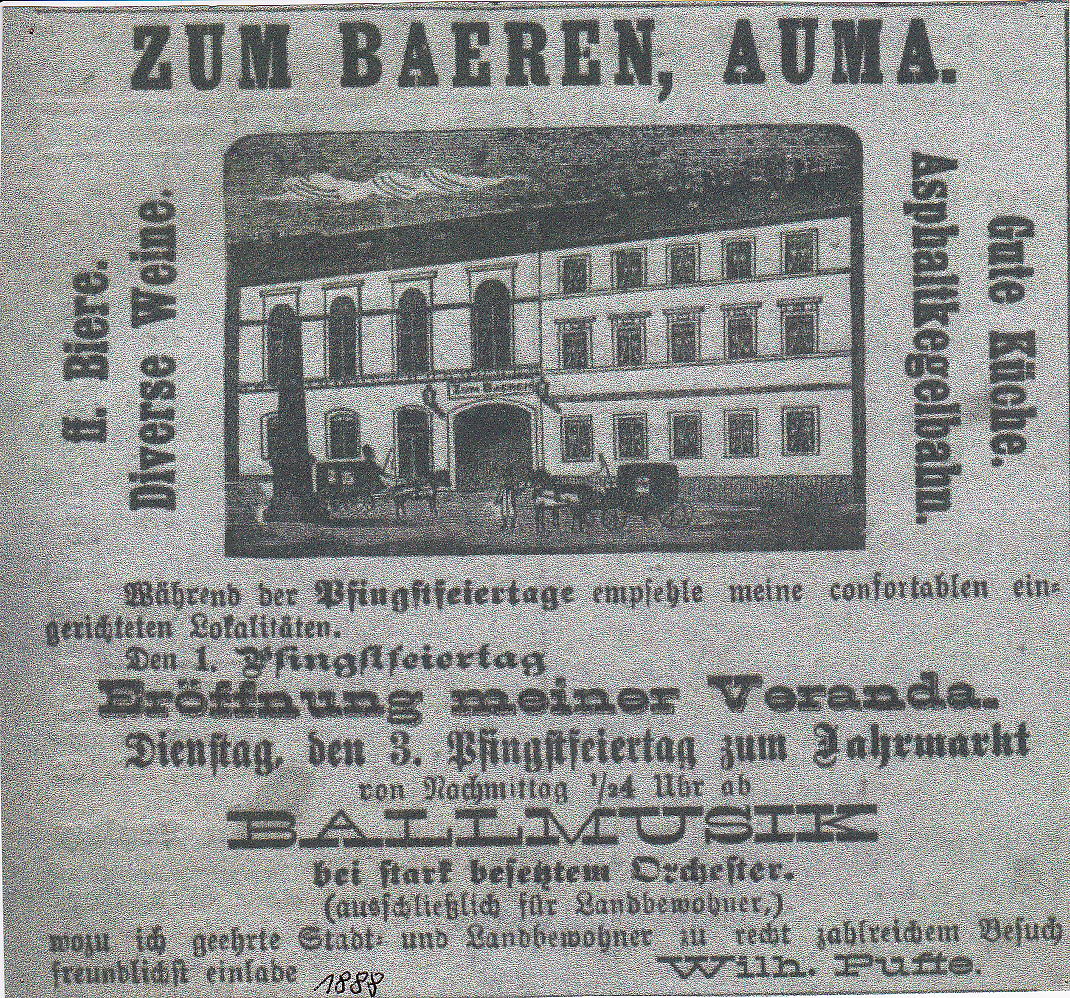 ZUM BAEREN, AUMA.
ff. Biere.
Diverse Weine.
Asphaltkegelbahn.
Gute Küche.
Während der Pfingstfeiertage empfehle meine confortablen ein-
gerichteten Lokalitäten.
Den 1. Pfingstfeiertag
Eröffnung meiner Veranda.
Dienstag, den 3. Pfingstfeiertag zum Jahrmarkt
von Nachmittag 1/24 Uhr ab
BALLMUSIK
bei stark besetztem Orchester.
(ausschließlich für Landbewohner,)
wozu ich geehrte Stadt- und Landbewohner zu recht zahlreichem Besuch
freundlichst einlade
Wilh.
1888